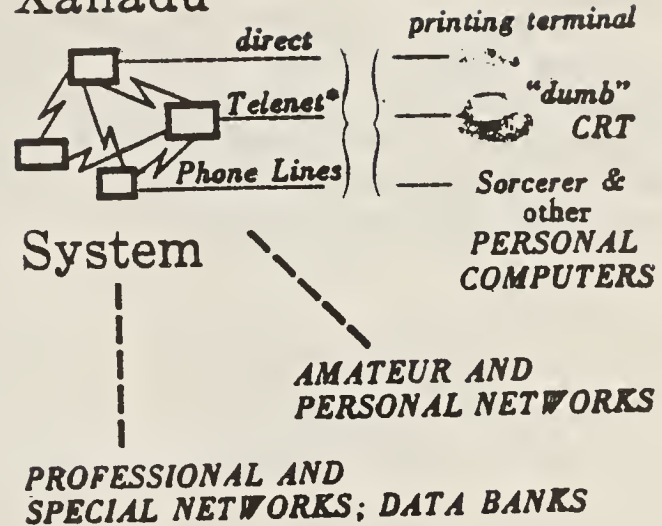 Xanadu
direct
Telenet*
Phone Lines
printing terminal
"dumb"
CRT
Sorcerer &
other
PERSONAL
COMPUTERS
System
AMATEUR AND
PERSONAL NETWORKS
PROFESSIONAL AND
SPECIAL NETWORKS; DATA BANKS